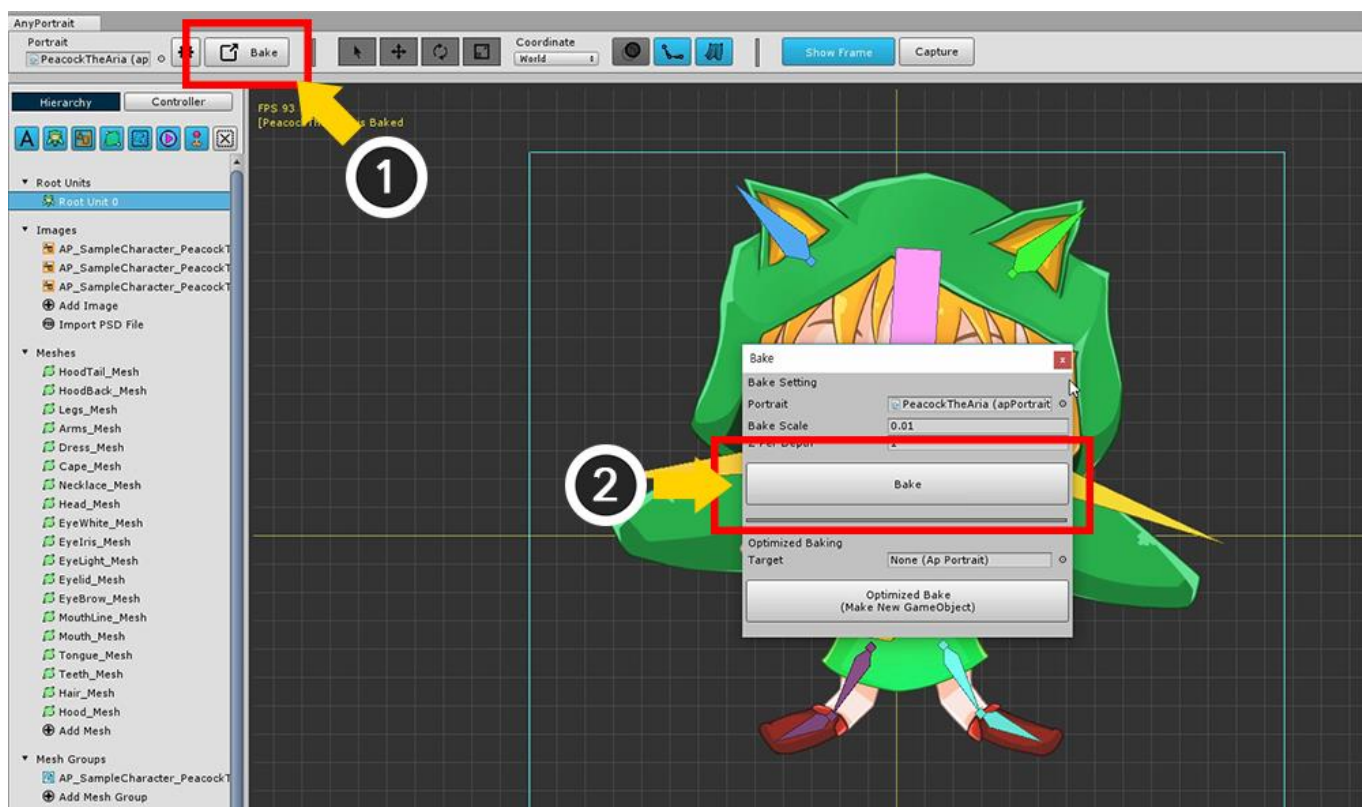 AnyPortrait
Portrait
PeacockTheAria (ap
Bake
Coordinate
World
Show Frame
Capture
Hierarchy
Controller
FPS 93
[Peacoc s Baked
1
Root Units
Root Unit 0
Images
AP_SampleCharacter_PeacockT
AP_SampleCharacter_PeacockT
AP_SampleCharacter_PeacockT
Add Image
Import PSD File
Meshes
HoodTail_Mesh
HoodBack_Mesh
Legs_Mesh
Arms_Mesh
Dress_Mesh
Cape_Mesh
Necklace_Mesh
Head_Mesh
EyeWhite_Mesh
EyeIris_Mesh
EyeLight_Mesh
Eyelid_Mesh
EyeBrow_Mesh
MouthLine_Mesh
Mouth_Mesh
Tongue_Mesh
Teeth_Mesh
Hair_Mesh
Hood_Mesh
Add Mesh
Mesh Groups
AP_SampleCharacter_PeacockT
Add Mesh Group
Bake
Bake Setting
Portrait PeacockTheAria (apPortrait
Bake Scale 0.01
Z Per Depth 1
2
Bake
Optimized Baking
Target None (Ap Portrait)
Optimized Bake
(Make New GameObject)